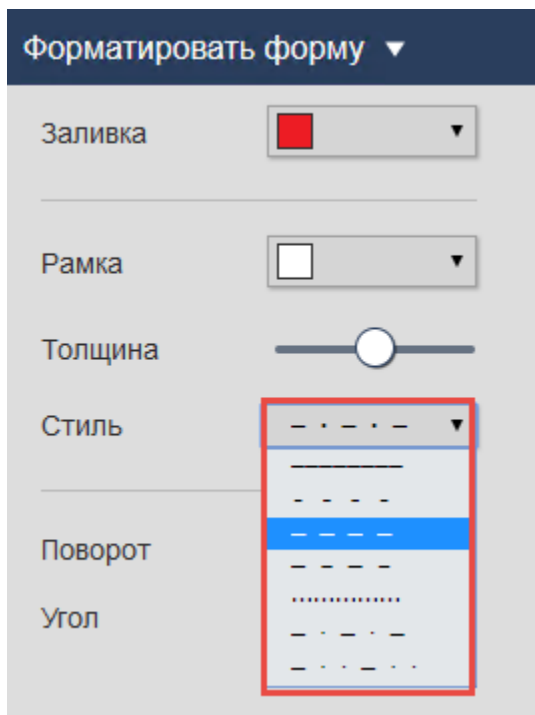 Форматировать форму
Заливка
Рамка
Толщина
Стиль
Поворот
Угол